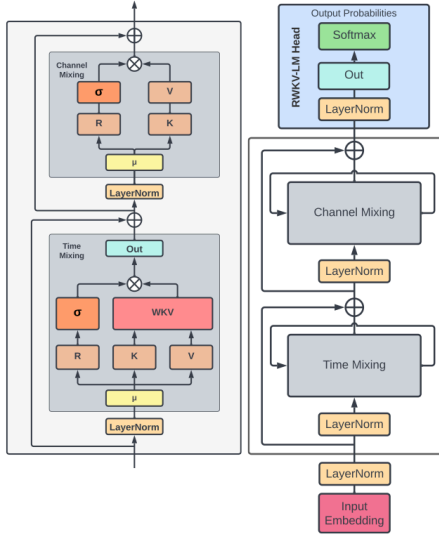 Channel
Mixing
σ
V
R
K
μ
LayerNorm
Time
Mixing
Out
σ
WKV
R
K
V
μ
LayerNorm
Output Probabilities
RWKV-LM Head
Softmax
Out
LayerNorm
Channel Mixing
LayerNorm
Time Mixing
LayerNorm
LayerNorm
Input
Embedding